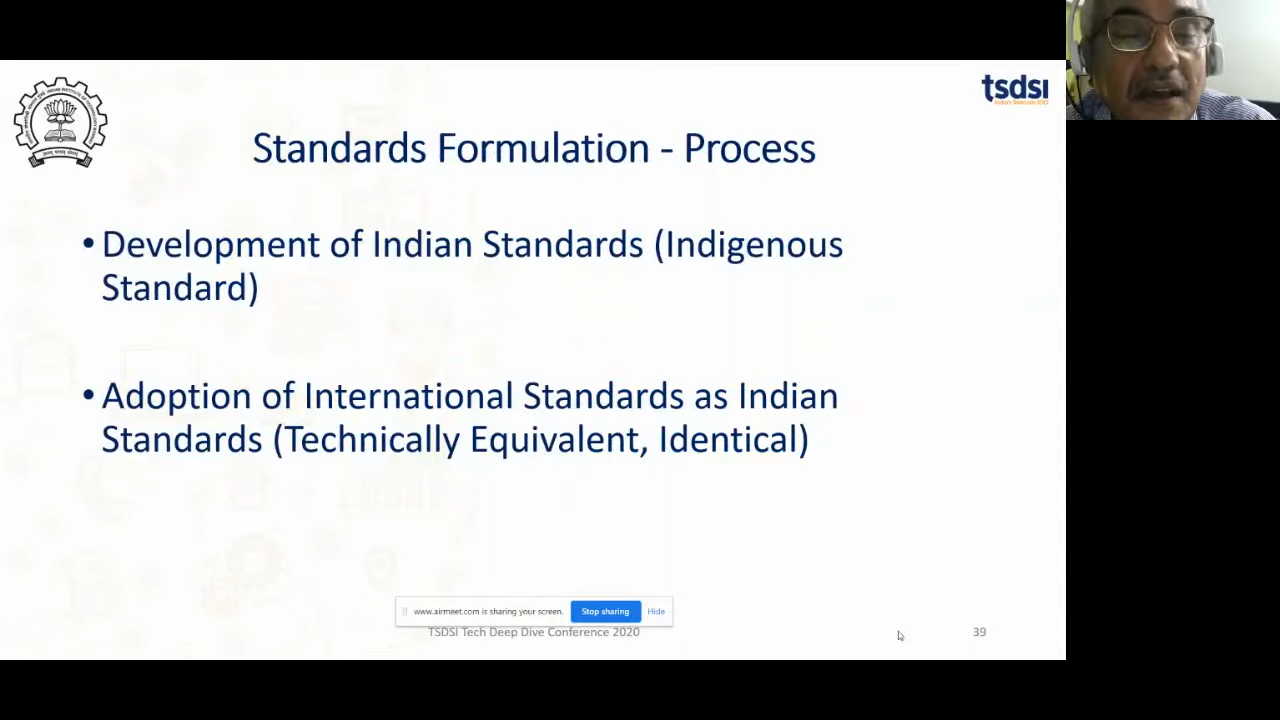 tsdsi
Standards Formulation - Process
• Development of Indian Standards (Indigenous
Standard)
• Adoption of International Standards as Indian
Standards (Technically Equivalent, Identical)
www.airmeet.com is sharing your screen.
Stop sharing
Hide
TSDSI Tech Deep Dive Conference 2020
39